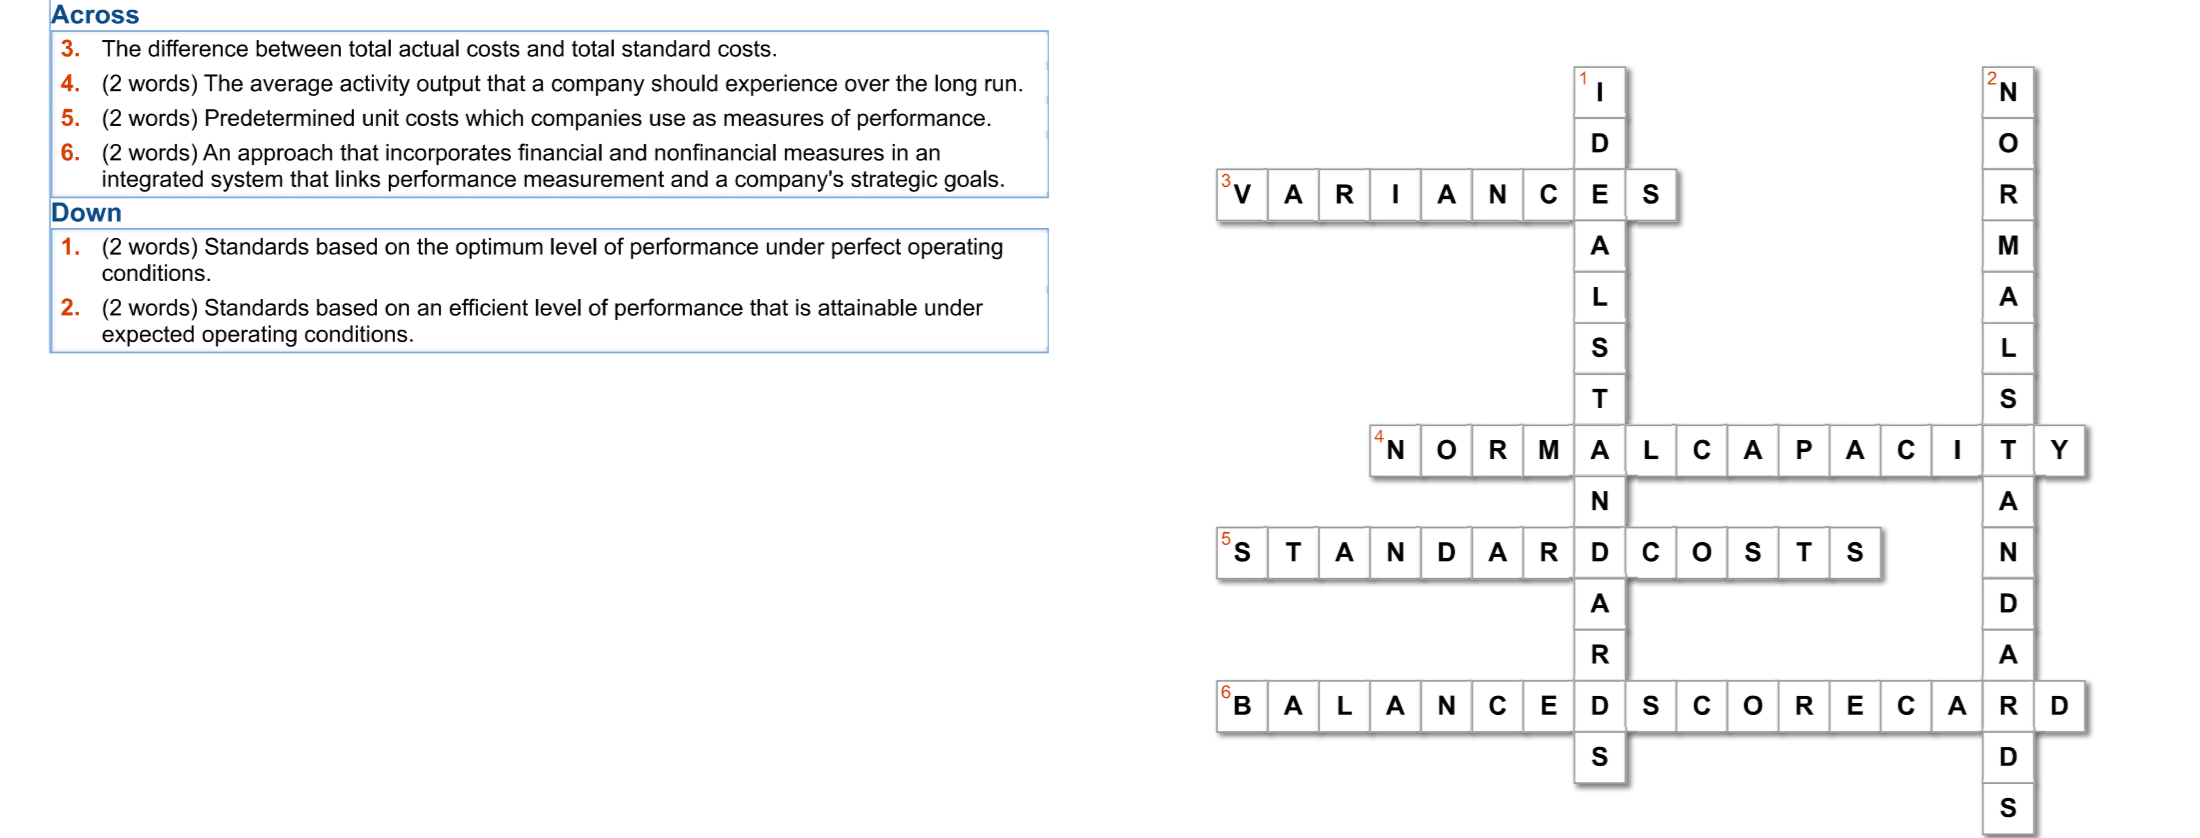 Across
3. The difference between total actual costs and total standard costs.
4. (2 words) The average activity output that a company should experience over the long run.
5. (2 words) Predetermined unit costs which companies use as measures of performance.
6. (2 words) An approach that incorporates financial and nonfinancial measures in an
integrated system that links performance measurement and a company's strategic goals.
Down
1. (2 words) Standards based on the optimum level of performance under perfect operating
conditions.
2. (2 words) Standards based on an efficient level of performance that is attainable under
expected operating conditions.
1 I 2 N
D O
3 V A R I A N C E S R
A M
L A
S L
T S
4 N O R M A L C A P A C I T Y
N A
5 S T A N D A R D C O S T S N
A D
R A
6 B A L A N C E D S C O R E C A R D
S D
S